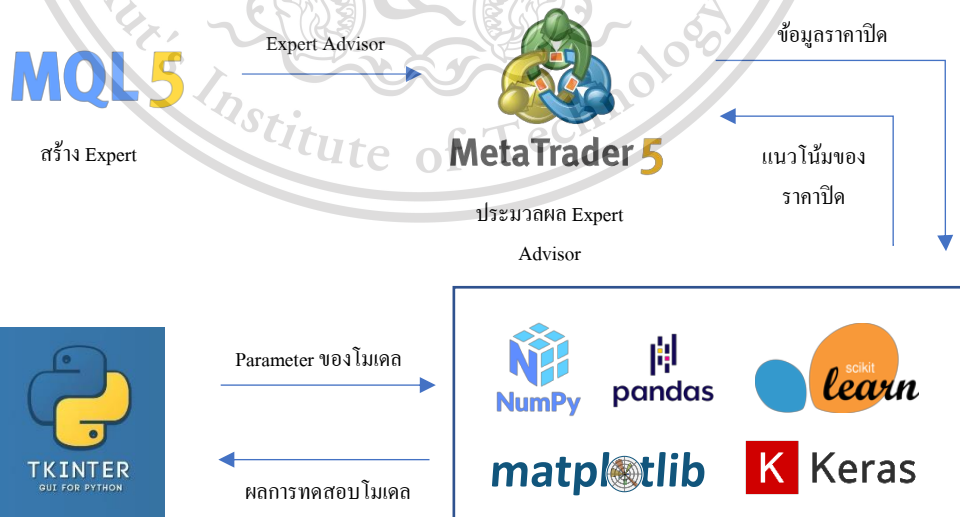 ut's Institute of Technology
Expert Advisor
ข้อมูลราคาปิด
MQL5
สร้าง Expert
MetaTrader 5
แนวโน้มของ
ราคาปิด
ประมวลผล Expert
Advisor
Parameter ของโมเดล
TKINTER
GUI FOR PYTHON
ผลการทดสอบโมเดล
NumPy
pandas
scikit
learn
matplotlib
K Keras